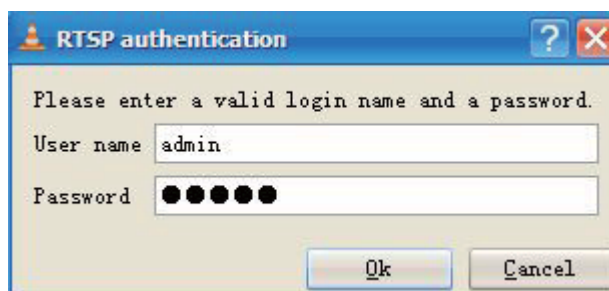 RTSP authentication
Please enter a valid login name and a password.
User name admin
Password ●●●●●
Ok Cancel